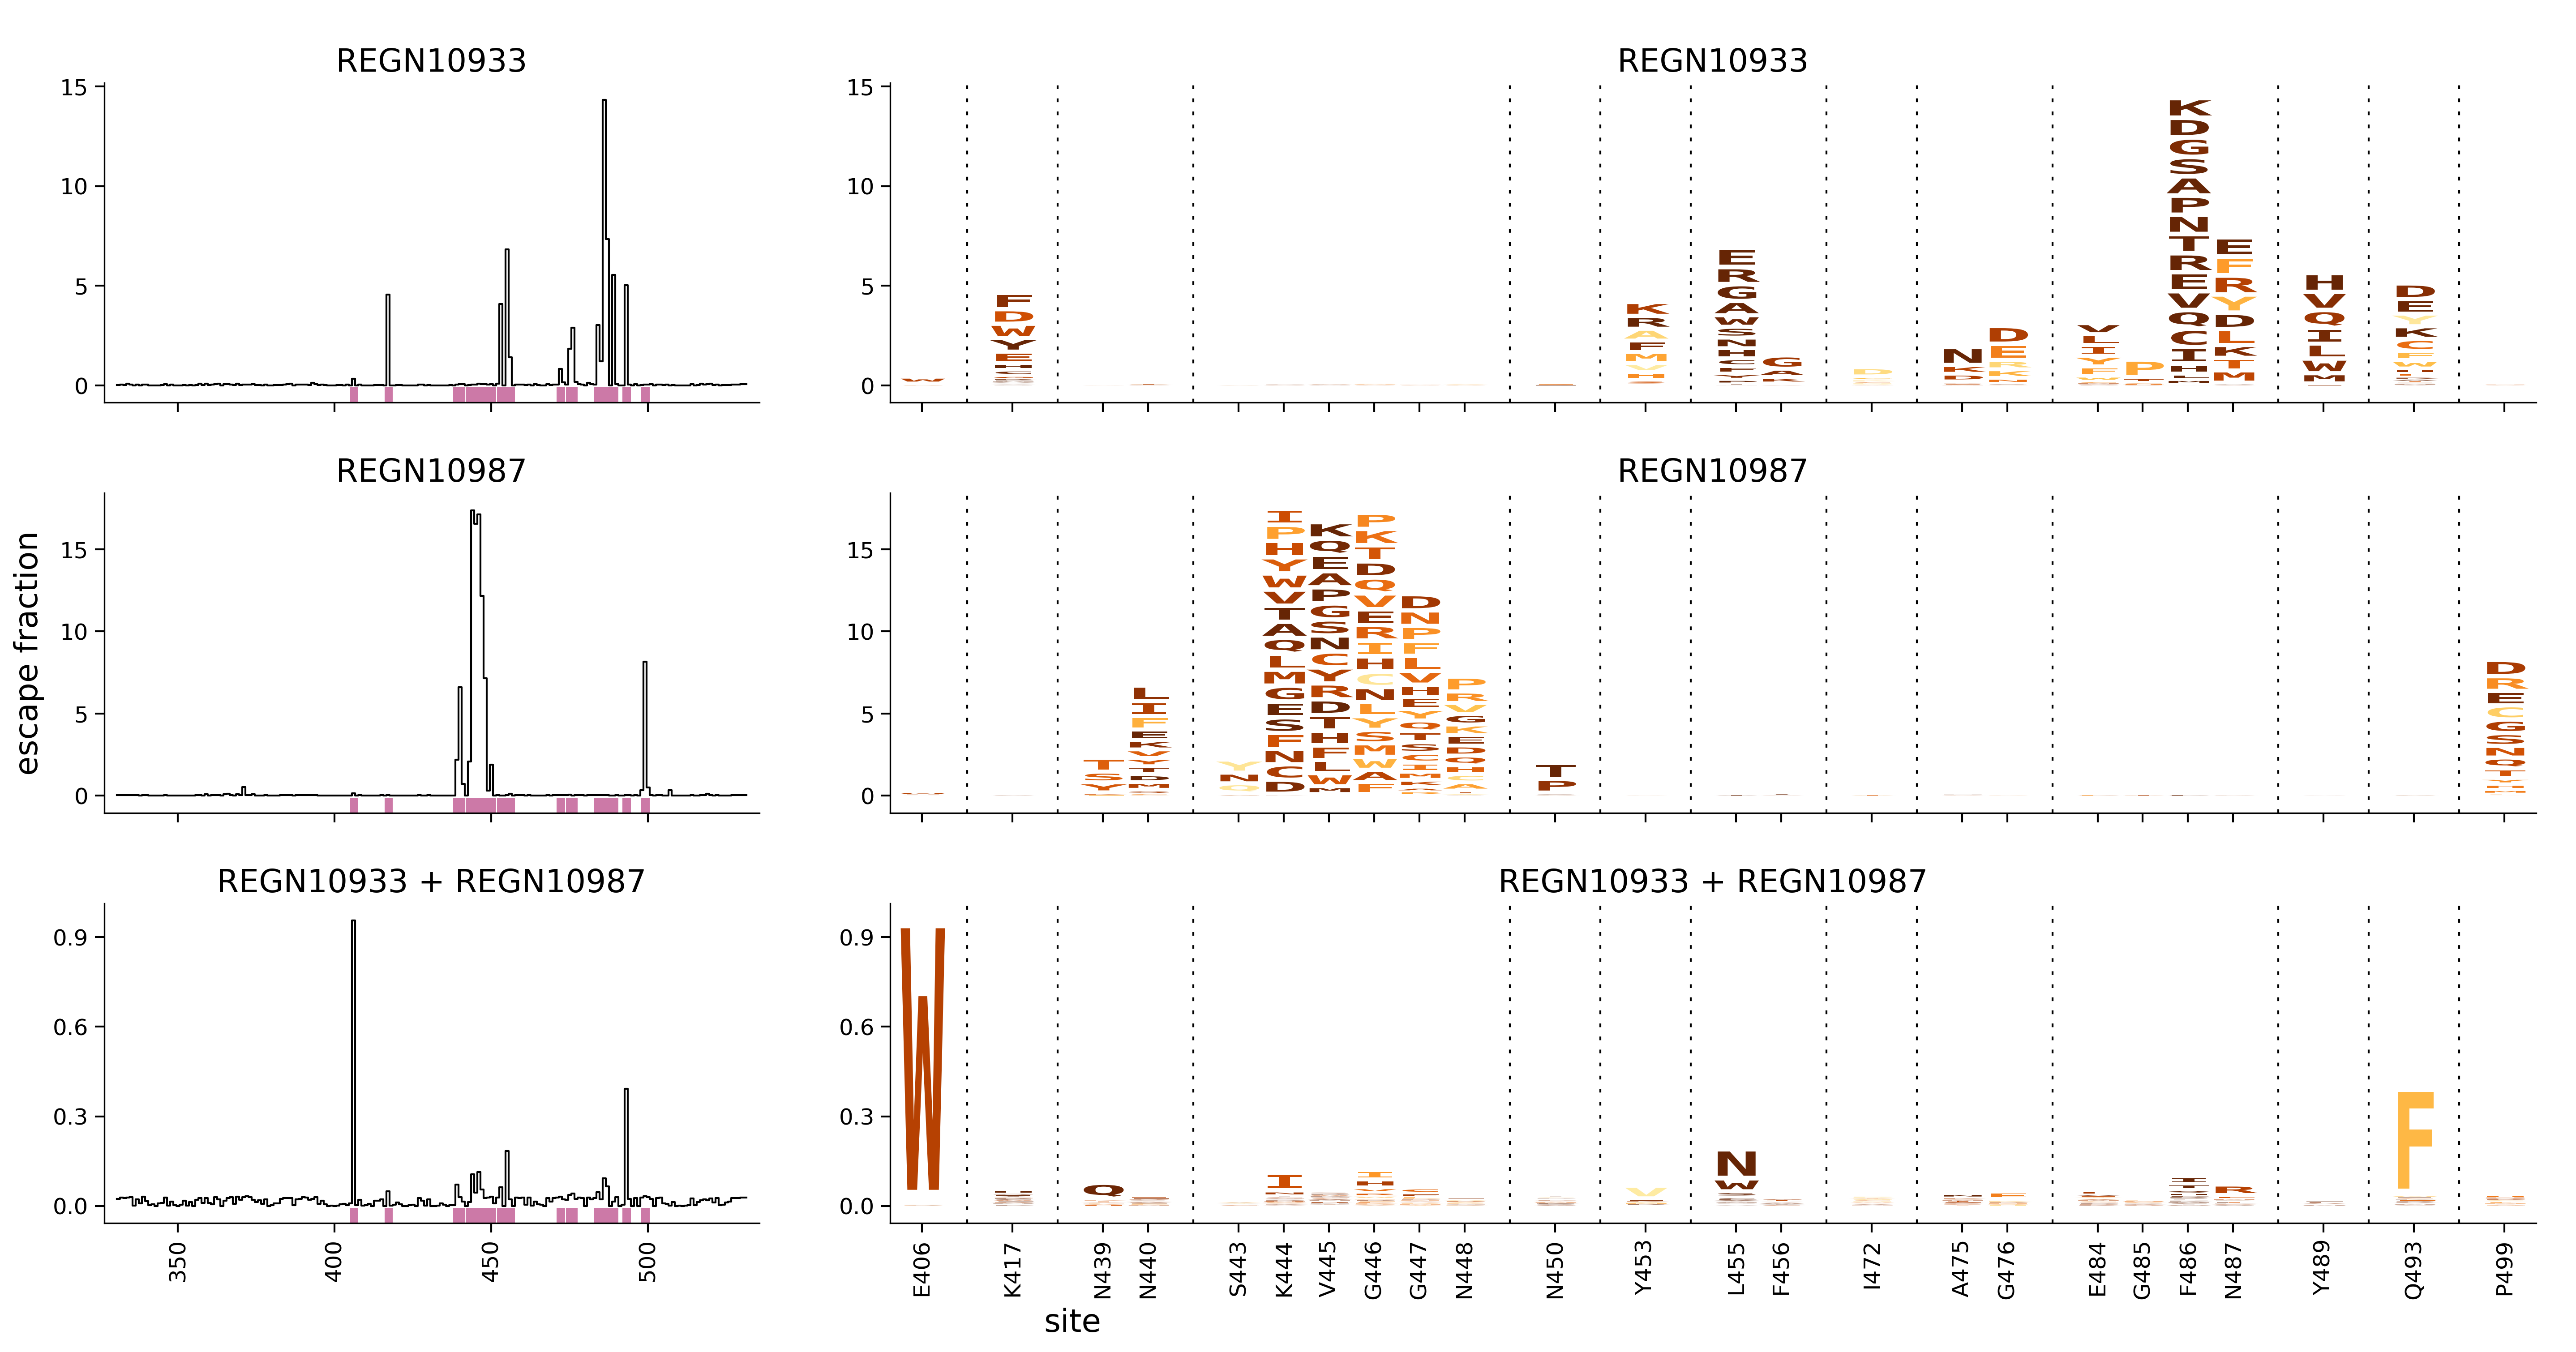 REGN10933
REGN10933
15
10
5
0
15
10
5
0
W
F
D
W
Y
E
K
R
A
F
M
V
E
R
G
A
W
S
N
H
C
G
A
K
D
N
K
D
D
E
R
K
N
V
L
I
Y
F
W
P
K
D
G
S
A
P
N
T
R
E
V
Q
C
I
H
L
M
E
F
R
Y
D
L
K
T
M
H
V
Q
I
L
W
M
D
E
Y
K
C
F
W
REGN10987
REGN10987
escape fraction
15
10
5
0
15
10
5
0
T
S
Y
L
I
F
E
K
V
Y
T
D
M
Y
N
Q
I
P
H
Y
W
V
T
A
Q
L
M
G
E
S
F
N
C
D
K
Q
E
A
P
G
S
N
C
Y
R
D
T
H
F
L
W
M
P
K
T
D
Q
V
E
R
I
H
C
N
L
Y
S
M
W
A
F
D
N
P
F
L
V
H
E
Y
Q
T
S
C
I
M
K
A
P
R
V
G
K
E
D
Q
H
C
A
T
P
D
R
E
C
G
S
N
Q
T
Y
H
M
REGN10933 + REGN10987
REGN10933 + REGN10987
0.9
0.6
0.3
0.0
0.9
0.6
0.3
0.0
W
Q
I
N
I
H
V
N
W
I
R
F
350
400
450
500
E406
K417
N439
N440
S443
K444
V445
G446
G447
N448
N450
Y453
L455
F456
I472
A475
G476
E484
G485
F486
N487
Y489
Q493
P499
site